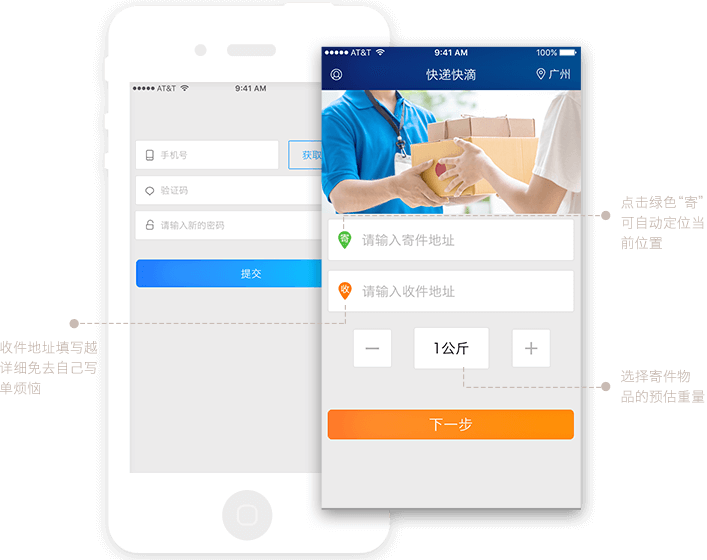 AT&T
9:41 AM
手机号
获取
验证码
请输入新的密码
提交
AT&T
9:41 AM
100%
快递快滴
广州
寄
请输入寄件地址
收
请输入收件地址
1公斤
下一步
点击绿色“寄”
可自动定位当
前位置
选择寄件物
品的预估重量
收件地址填写越
详细免去自己写
单烦恼